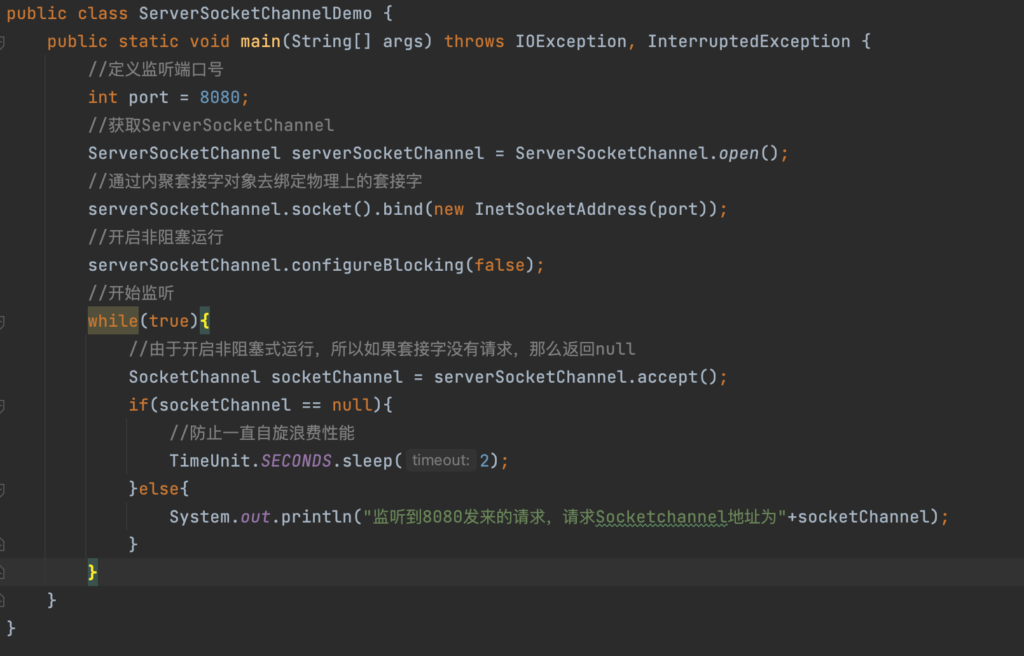 public class ServerSocketChannelDemo {
public static void main(String[] args) throws IOException, InterruptedException {
//定义监听端口号
int port = 8080;
//获取ServerSocketChannel
ServerSocketChannel serverSocketChannel = ServerSocketChannel.open();
//通过内聚套接字对象去绑定物理上的套接字
serverSocketChannel.socket().bind(new InetSocketAddress(port));
//开启非阻塞运行
serverSocketChannel.configureBlocking(false);
//开始监听
while(true){
//由于开启非阻塞式运行，所以如果套接字没有请求，那么返回null
SocketChannel socketChannel = serverSocketChannel.accept();
if(socketChannel == null){
//防止一直自旋浪费性能
TimeUnit.SECONDS.sleep( timeout: 2);
}else{
System.out.println("监听到8080发来的请求，请求Socketchannel地址为"+socketChannel);
}
}
}
}